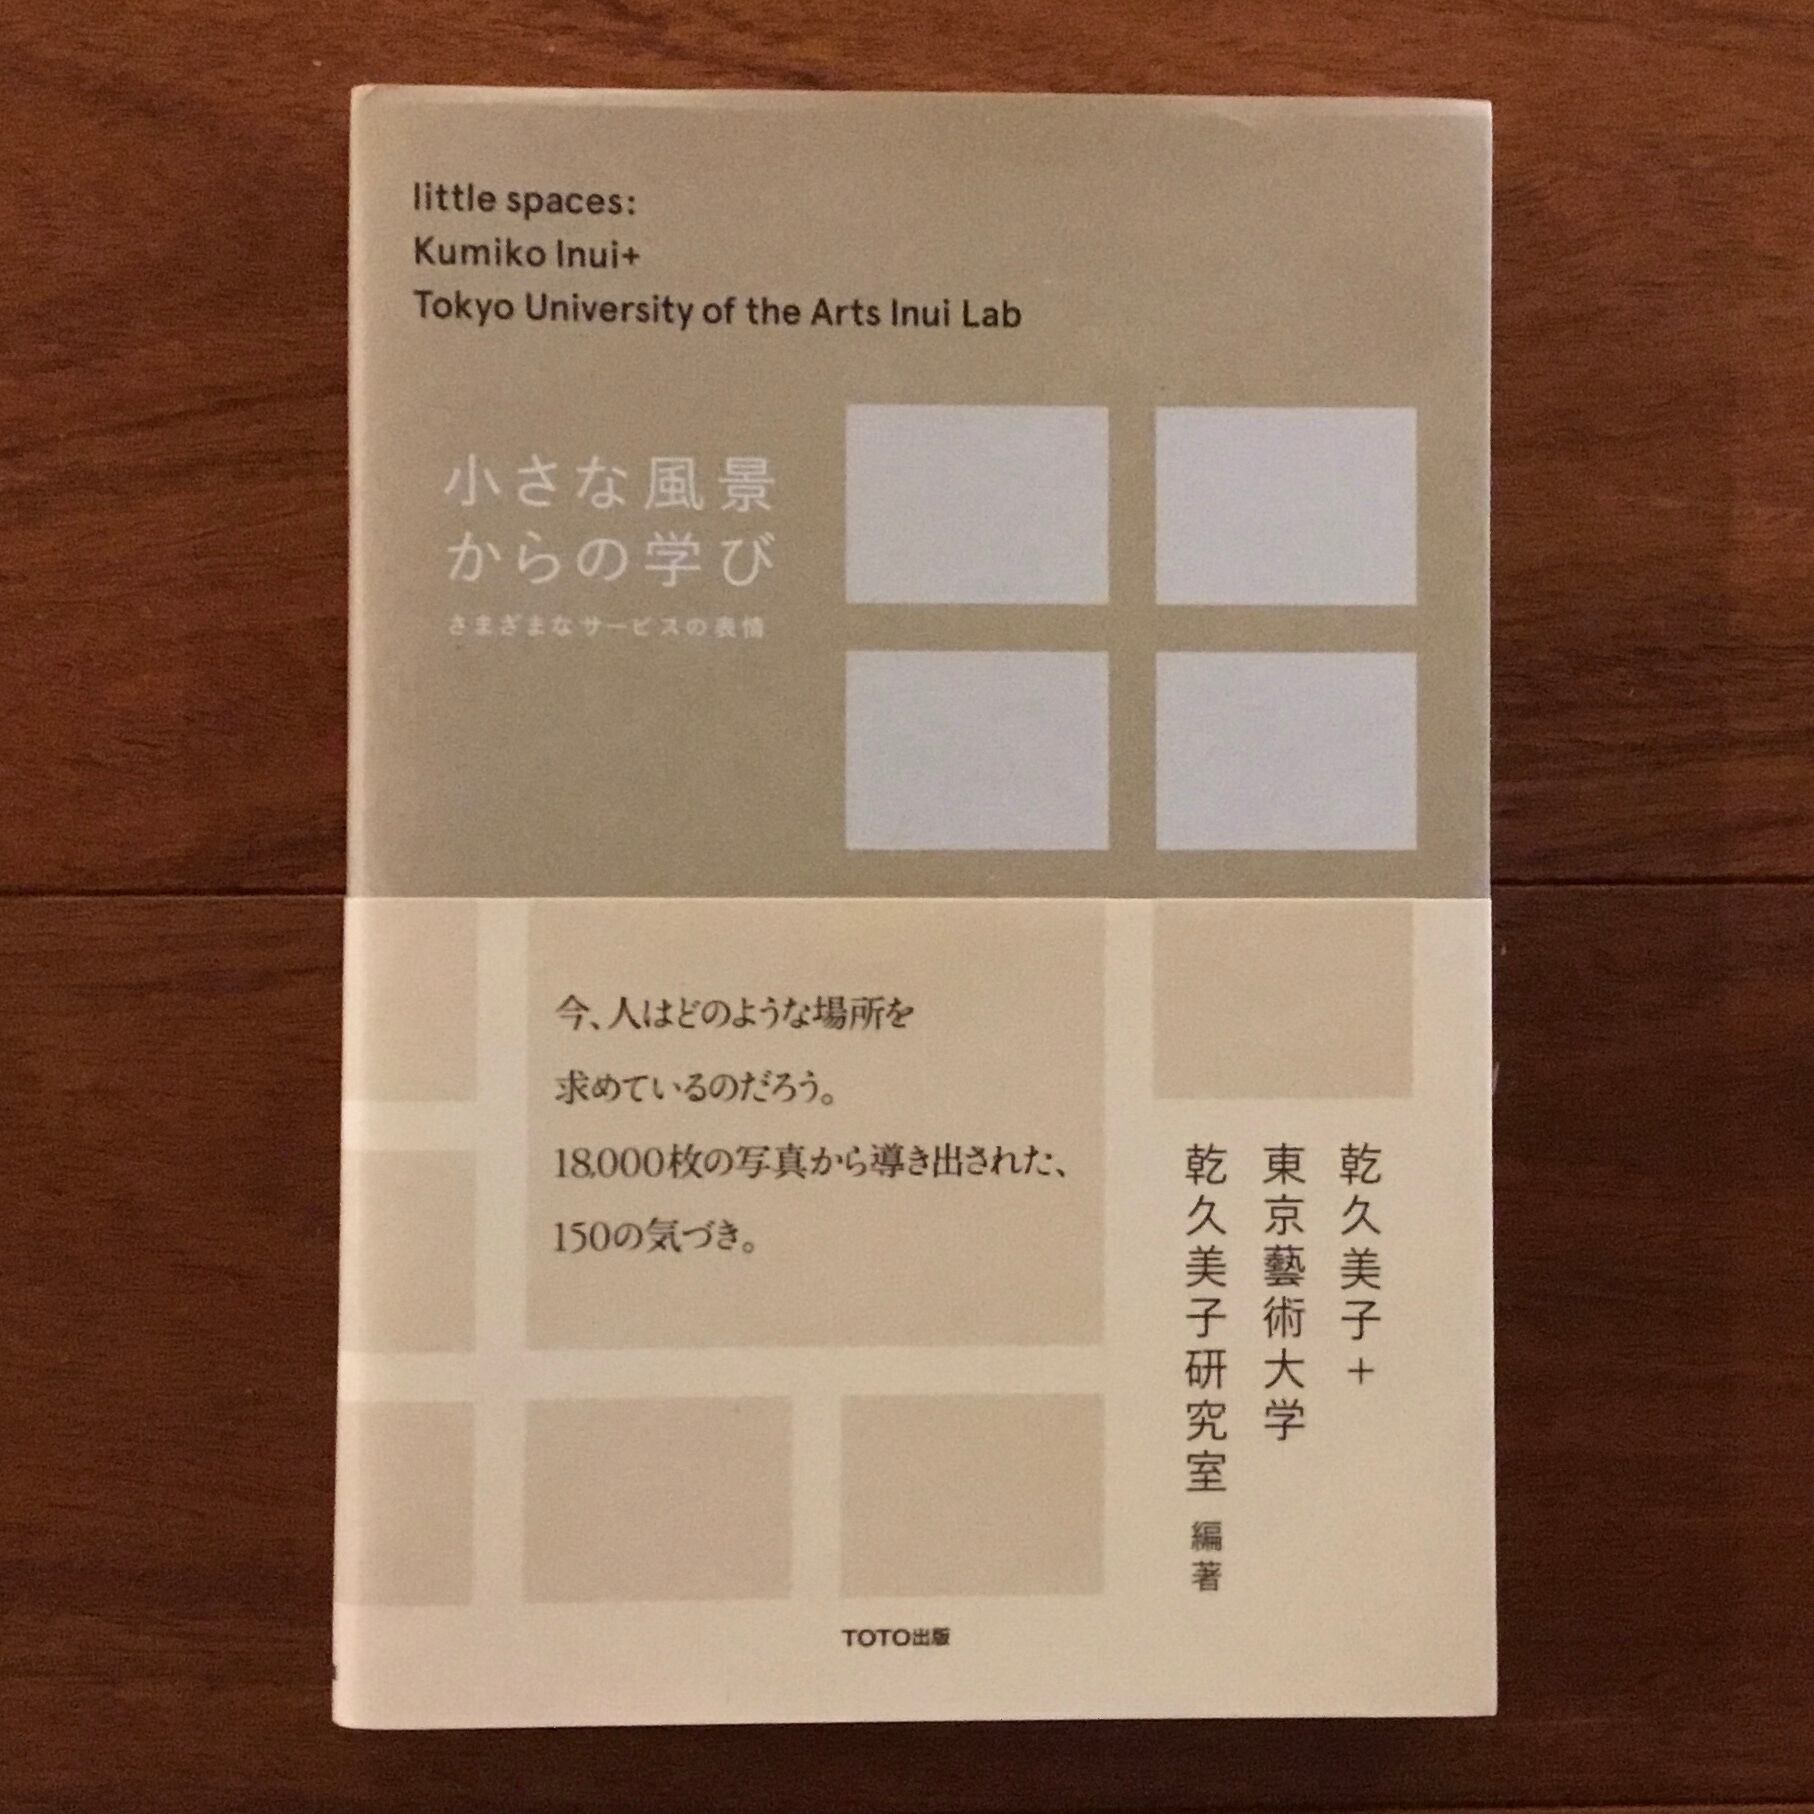 little spaces:
Kumiko Inui+
Tokyo University of the Arts Inui Lab
小さな風景
からの学び
さまざまなサービスの表情
今、人はどのような場所を
求めているのだろう。
18,000枚の写真から導き出された、
150の気づき。
乾久美子+
東京藝術大学
乾久美子研究室 編著
TOTO出版